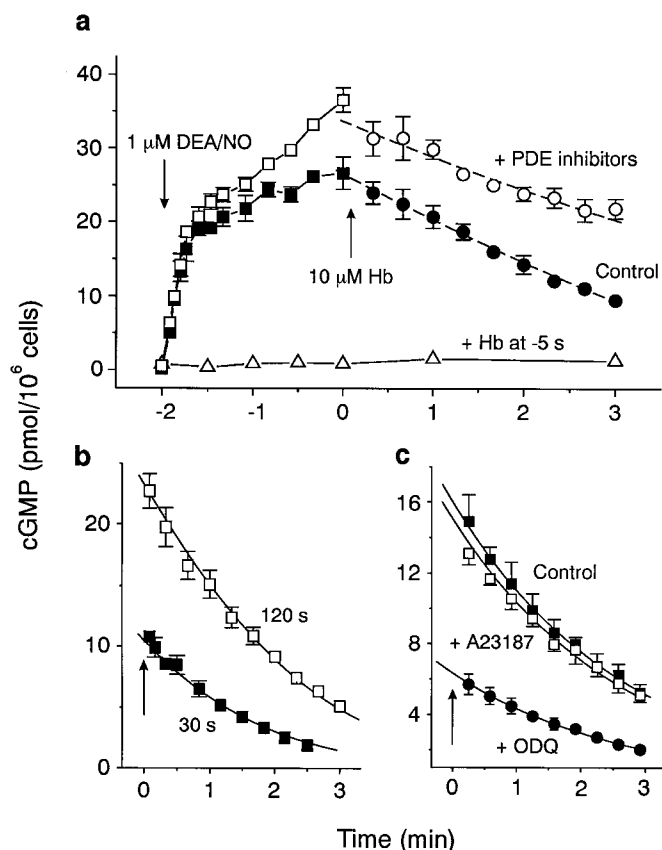 a
40
30
20
10
0
1 μM DEA/NO
10 μM Hb
+ PDE inhibitors
Control
+ Hb at -5 s
-2 -1 0 1 2 3
cGMP (pmol/10⁶ cells)
b
20
10
0
120 s
30 s
0 1 2 3
c
16
12
8
4
Control
+ A23187
+ ODQ
0 1 2 3
Time (min)